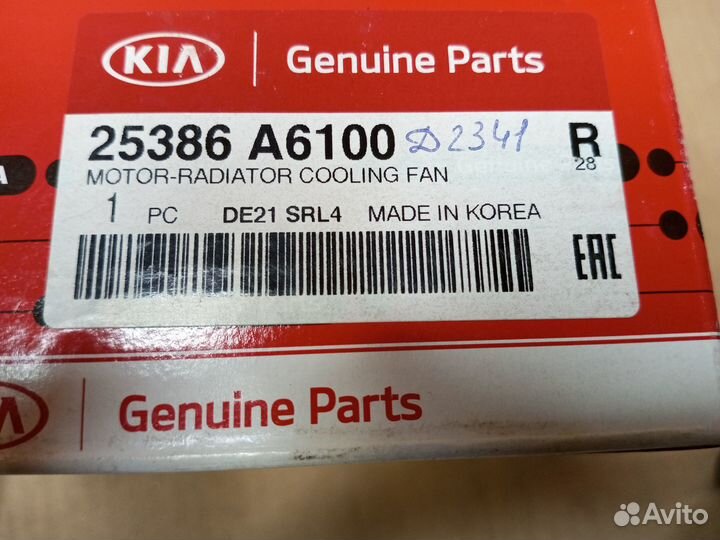 KIA Genuine Parts
25386 A6100 Д2341 R
28
MOTOR-RADIATOR COOLING FAN
A
1 PC DE21 SRL4 MADE IN KOREA
EAC
Genuine Parts
Avito